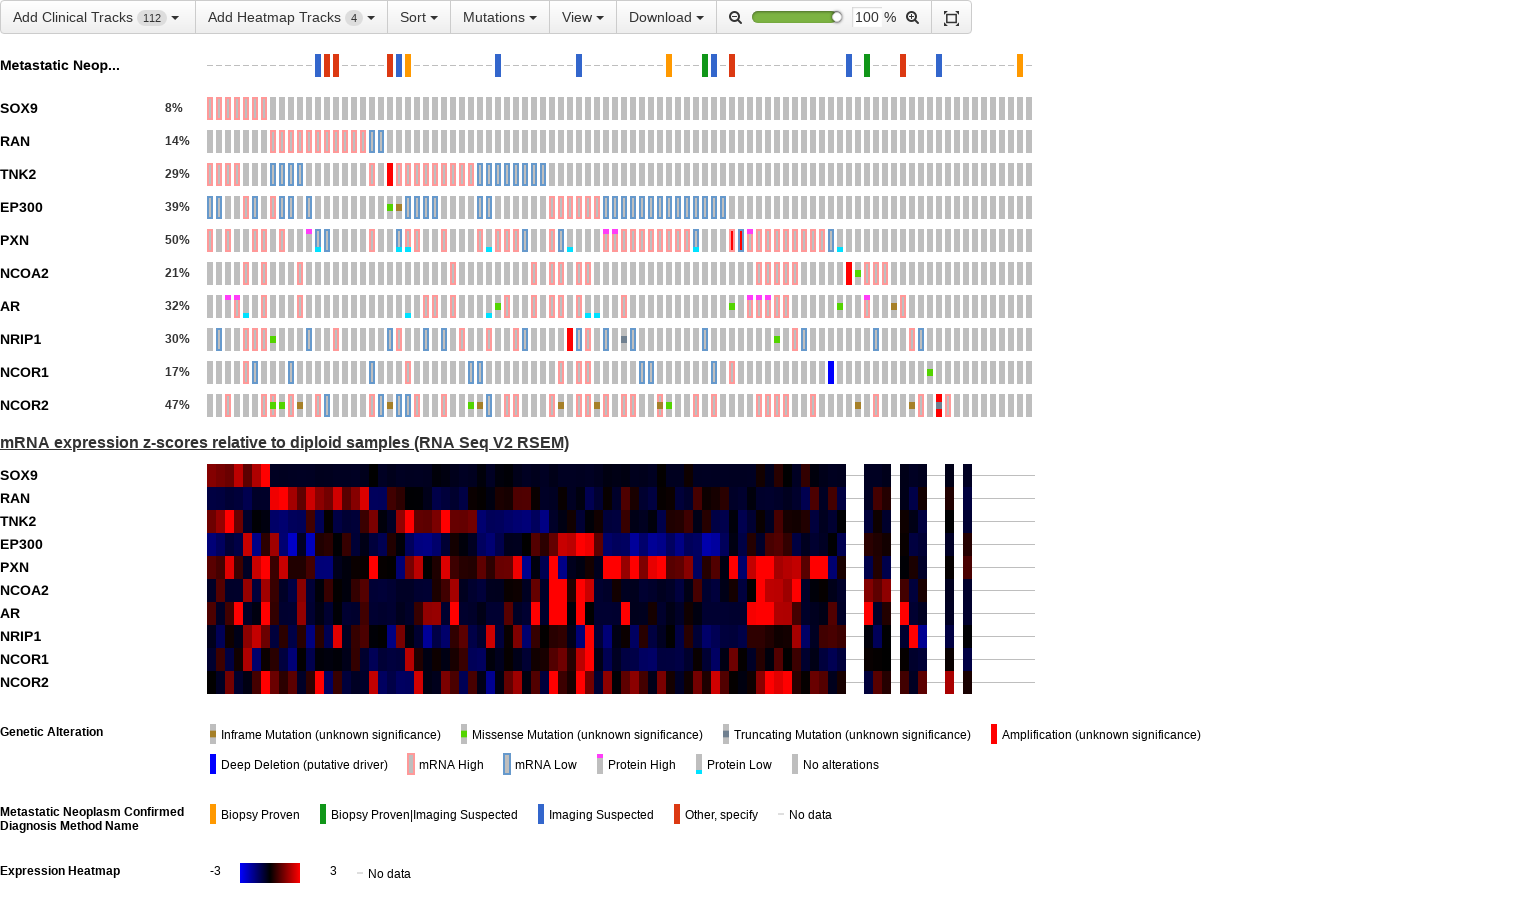 Add Clinical Tracks 112 Add Heatmap Tracks 4 Sort Mutations View Download 100 %
Metastatic Neop...
SOX9 8%
RAN 14%
TNK2 29%
EP300 39%
PXN 50%
NCOA2 21%
AR 32%
NRIP1 30%
NCOR1 17%
NCOR2 47%
mRNA expression z-scores relative to diploid samples (RNA Seq V2 RSEM)
SOX9
RAN
TNK2
EP300
PXN
NCOA2
AR
NRIP1
NCOR1
NCOR2
Genetic Alteration Inframe Mutation (unknown significance) Missense Mutation (unknown significance) Truncating Mutation (unknown significance) Amplification (unknown significance)
Deep Deletion (putative driver) mRNA High mRNA Low Protein High Protein Low No alterations
Metastatic Neoplasm Confirmed
Diagnosis Method Name
Biopsy Proven Biopsy Proven|Imaging Suspected Imaging Suspected Other, specify No data
Expression Heatmap -3 3 No data